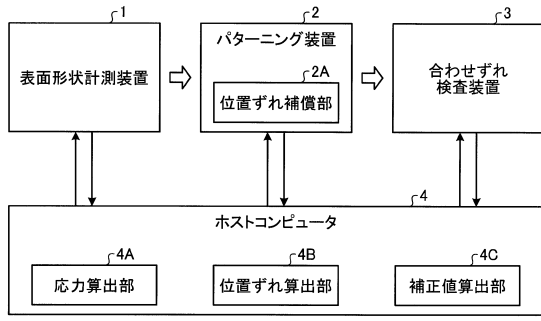 1
表面形状計測装置
2
パターニング装置
2A
位置ずれ補償部
3
合わせずれ
検査装置
4
ホストコンピュータ
4A
応力算出部
4B
位置ずれ算出部
4C
補正値算出部